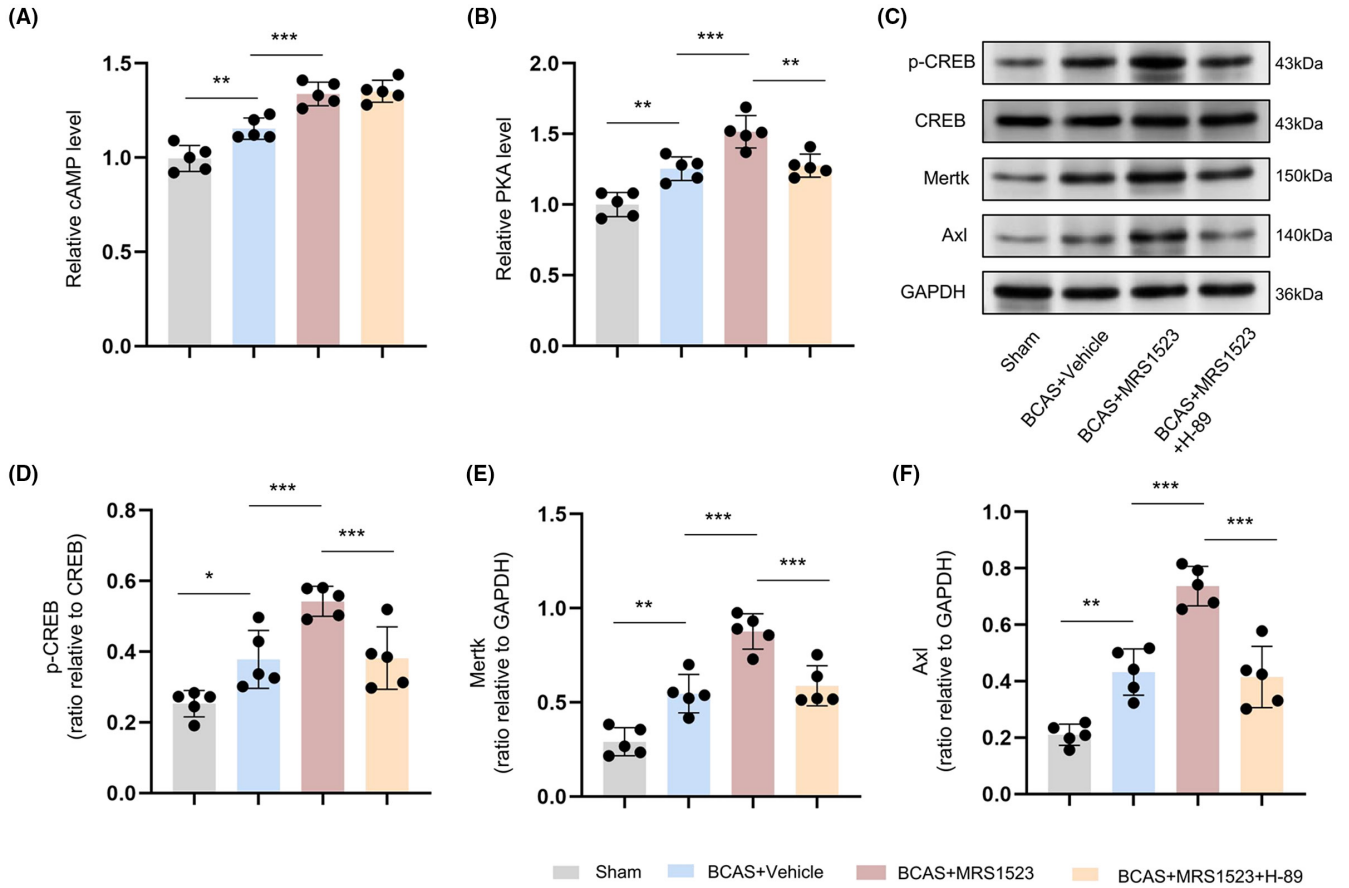 (A)
Relative cAMP level
1.5
1.0
0.5
0.0
**
***
(B)
Relative PKA level
2.0
1.5
1.0
0.5
0.0
**
***
**
(C)
p-CREB 43kDa
CREB 43kDa
Mertk 150kDa
Axl 140kDa
GAPDH 36kDa
Sham
BCAS+Vehicle
BCAS+MRS1523
BCAS+MRS1523
+H-89
(D)
p-CREB
(ratio relative to CREB)
0.8
0.6
0.4
0.2
0.0
*
***
***
(E)
Mertk
(ratio relative to GAPDH)
1.5
1.0
0.5
0.0
**
***
***
(F)
Axl
(ratio relative to GAPDH)
1.0
0.8
0.6
0.4
0.2
0.0
**
***
***
Sham BCAS+Vehicle BCAS+MRS1523 BCAS+MRS1523+H-89